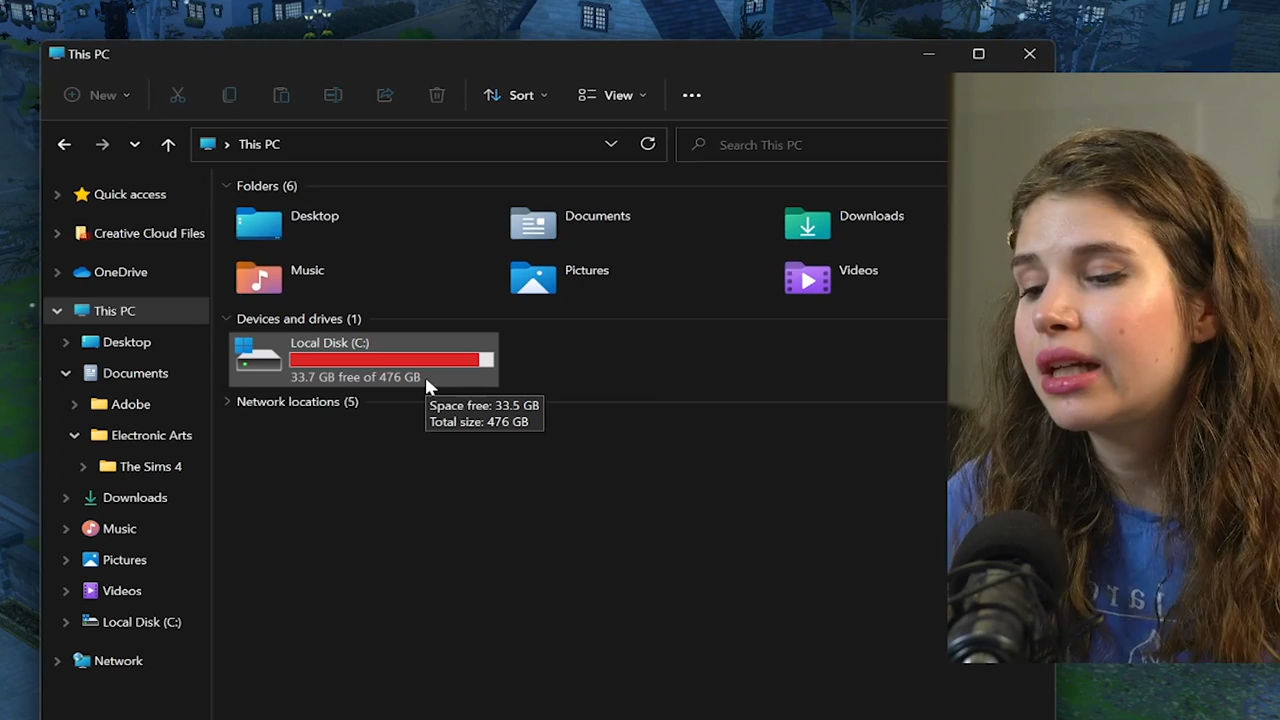 This PC
New
Sort
View
This PC
Search This PC
Quick access
Creative Cloud Files
OneDrive
This PC
Desktop
Documents
Adobe
Electronic Arts
The Sims 4
Downloads
Music
Pictures
Videos
Local Disk (C:)
Network
Folders (6)
Desktop
Documents
Downloads
Music
Pictures
Videos
Devices and drives (1)
Local Disk (C:)
33.7 GB free of 476 GB
Space free: 33.5 GB
Total size: 476 GB
Network locations (5)